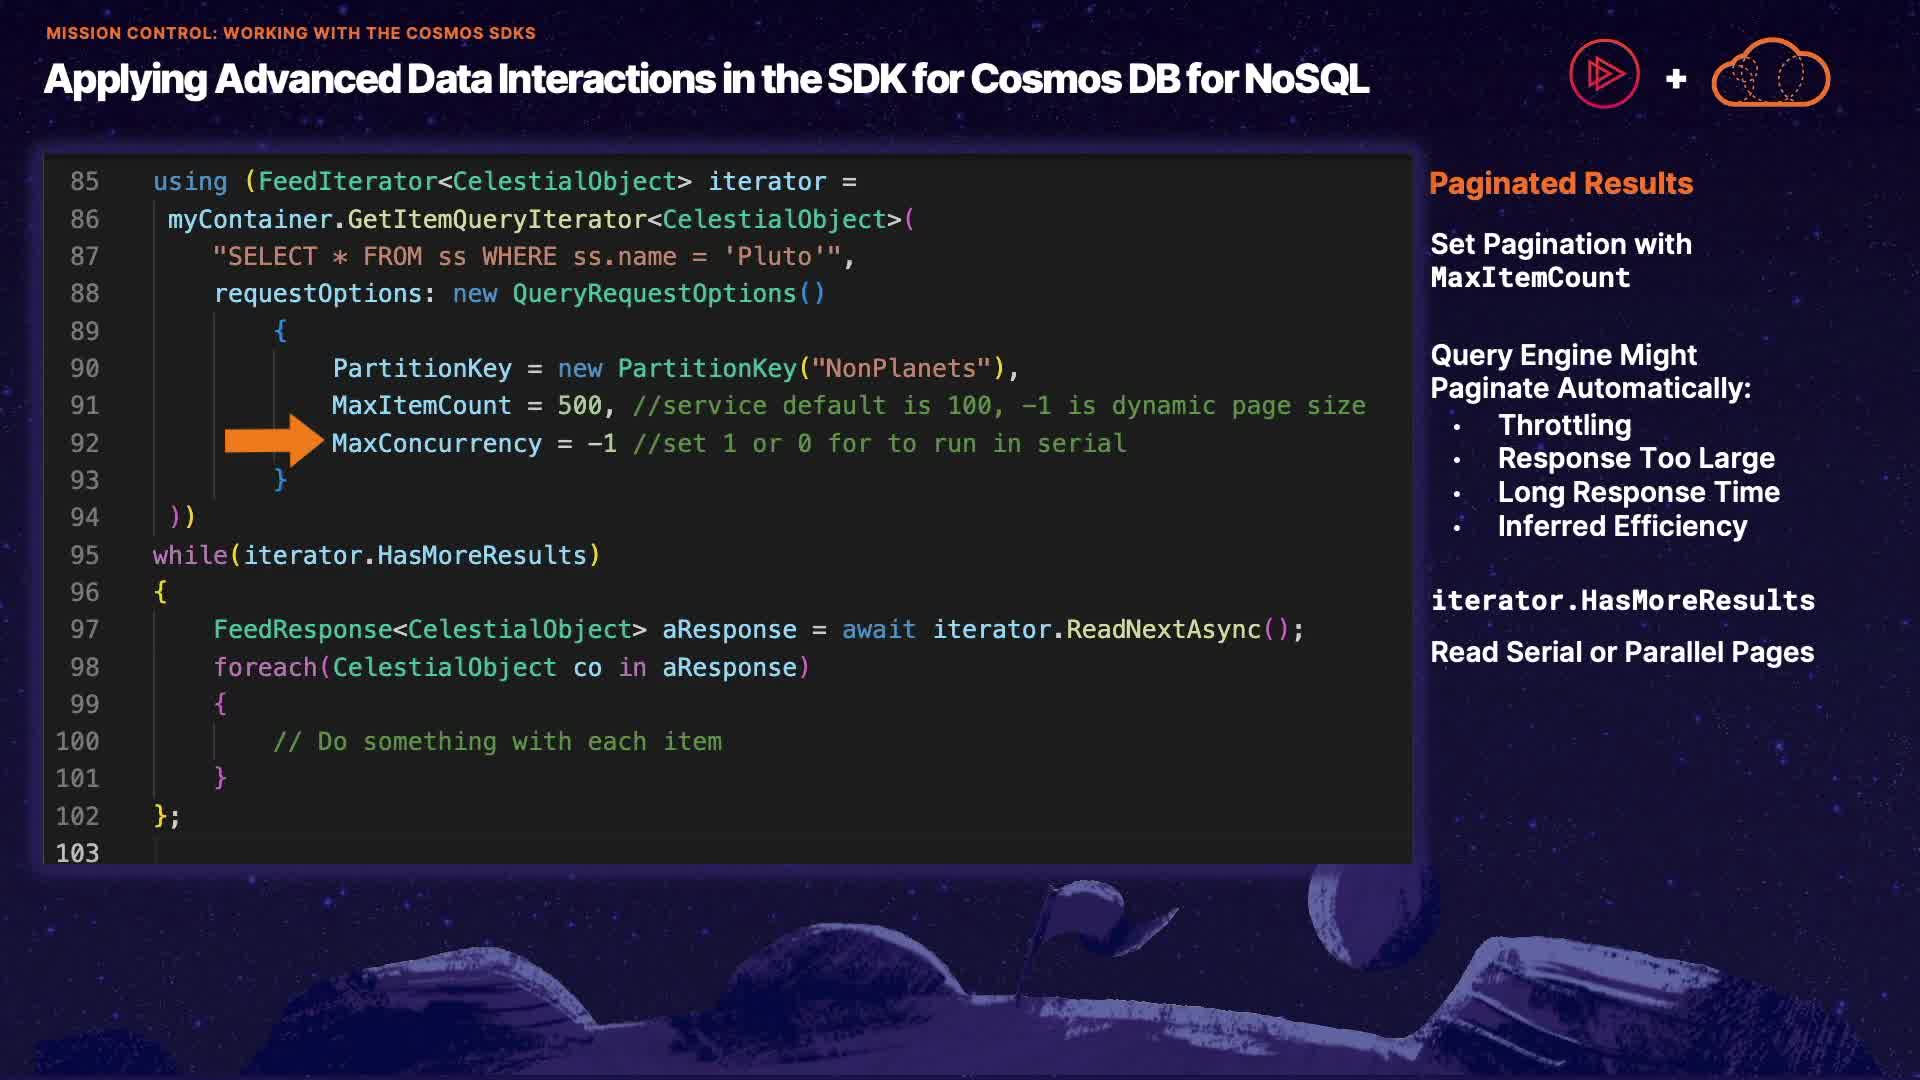 MISSION CONTROL: WORKING WITH THE COSMOS SDKS
Applying Advanced Data Interactions in the SDK for Cosmos DB for NoSQL
+
85 using (FeedIterator<CelestialObject> iterator =
86 myContainer.GetItemQueryIterator<CelestialObject>(
87 "SELECT * FROM ss WHERE ss.name = 'Pluto'",
88 requestOptions: new QueryRequestOptions()
89 {
90 PartitionKey = new PartitionKey("NonPlanets"),
91 MaxItemCount = 500, //service default is 100, -1 is dynamic page size
92 MaxConcurrency = -1 //set 1 or 0 for to run in serial
93 }
94 ))
95 while(iterator.HasMoreResults)
96 {
97 FeedResponse<CelestialObject> aResponse = await iterator.ReadNextAsync();
98 foreach(CelestialObject co in aResponse)
99 {
100 // Do something with each item
101 }
102 };
103
Paginated Results
Set Pagination with
MaxItemCount
Query Engine Might
Paginate Automatically:
• Throttling
• Response Too Large
• Long Response Time
• Inferred Efficiency
iterator.HasMoreResults
Read Serial or Parallel Pages